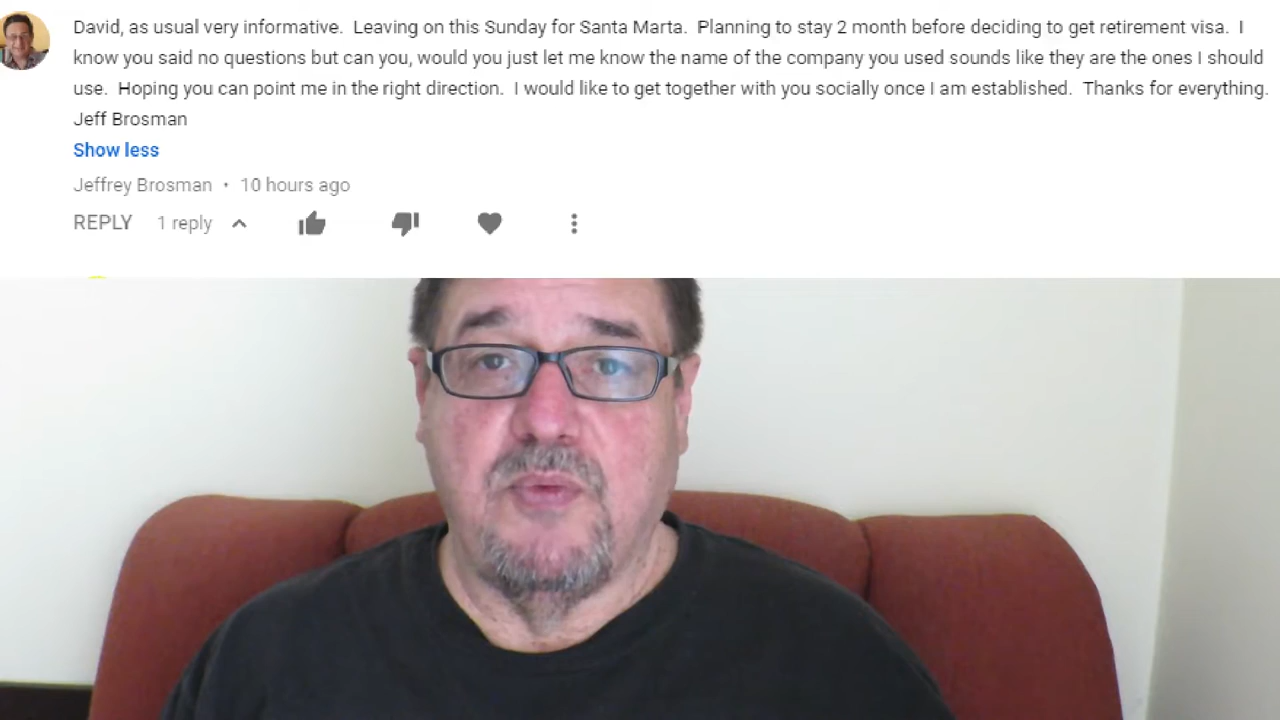 David, as usual very informative.  Leaving on this Sunday for Santa Marta.  Planning to stay 2 month before deciding to get retirement visa.  I
know you said no questions but can you, would you just let me know the name of the company you used sounds like they are the ones I should
use.  Hoping you can point me in the right direction.  I would like to get together with you socially once I am established.  Thanks for everything.
Jeff Brosman
Show less
Jeffrey Brosman • 10 hours ago
REPLY 1 reply